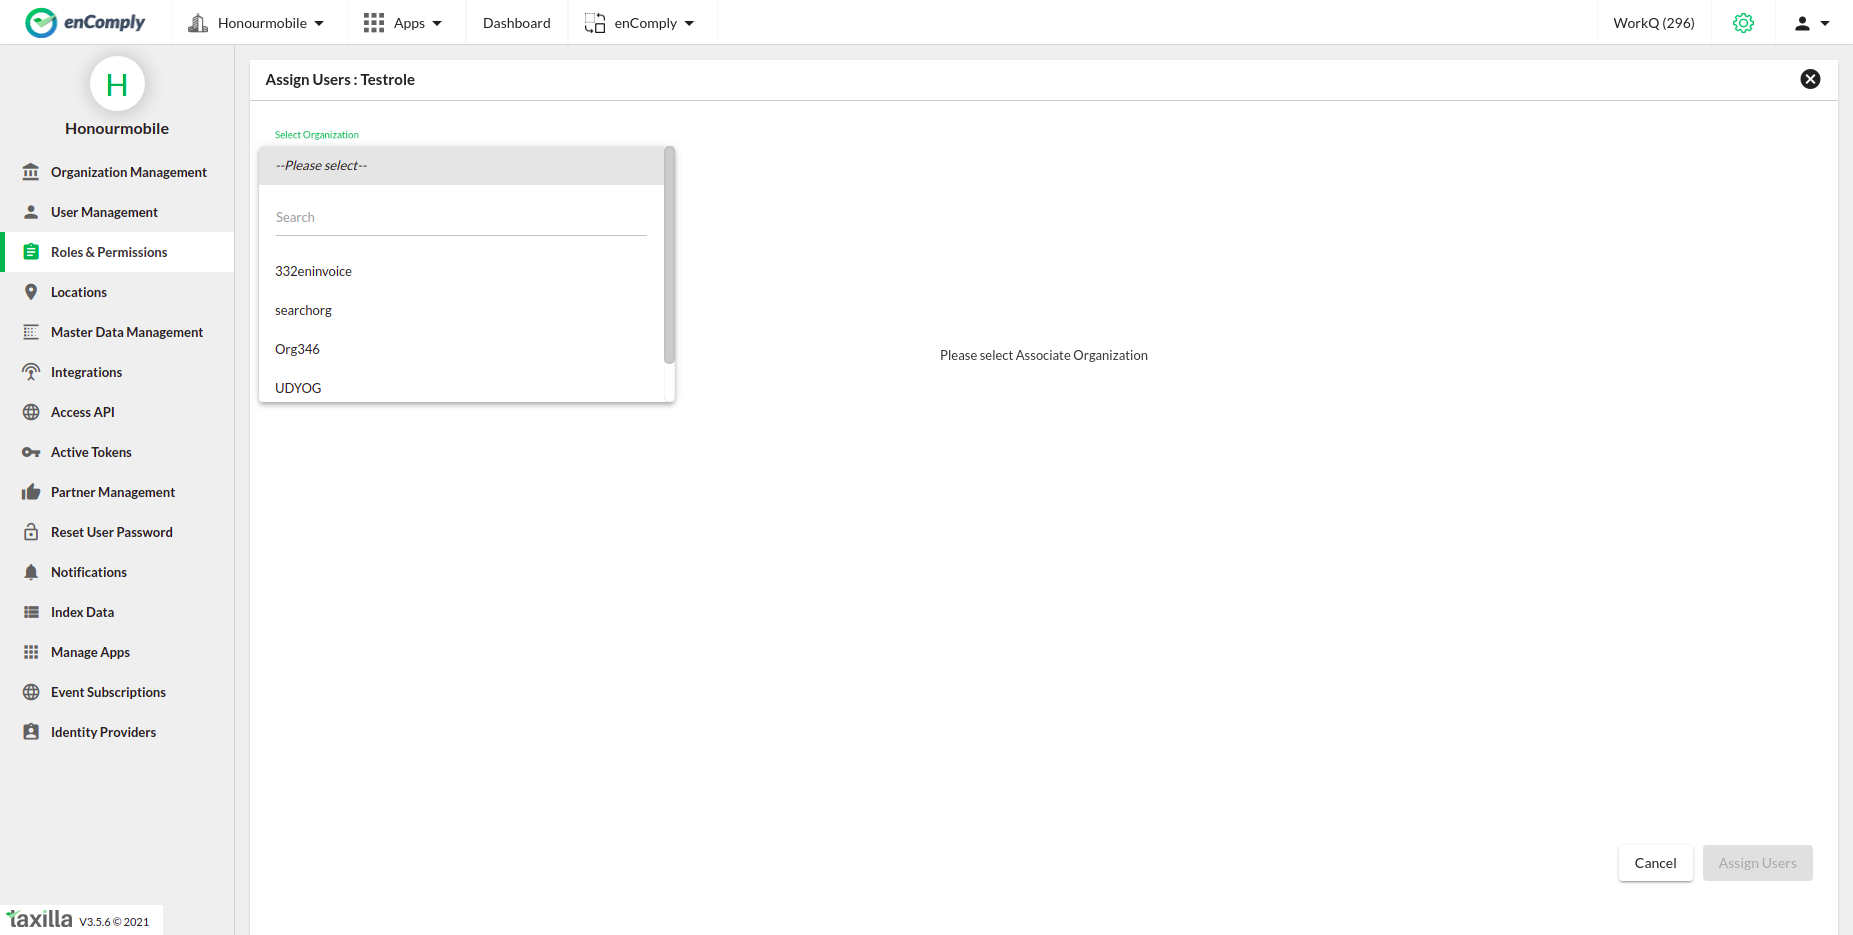 enComply
Honourmobile
Apps
Dashboard
enComply
WorkQ (296)
H
Honourmobile
Organization Management
User Management
Roles & Permissions
Locations
Master Data Management
Integrations
Access API
Active Tokens
Partner Management
Reset User Password
Notifications
Index Data
Manage Apps
Event Subscriptions
Identity Providers
taxilla V3.5.6 © 2021
Assign Users : Testrole
Select Organization
--Please select--
Search
332eninvoice
searchorg
Org346
UDYOG
Please select Associate Organization
Cancel
Assign Users